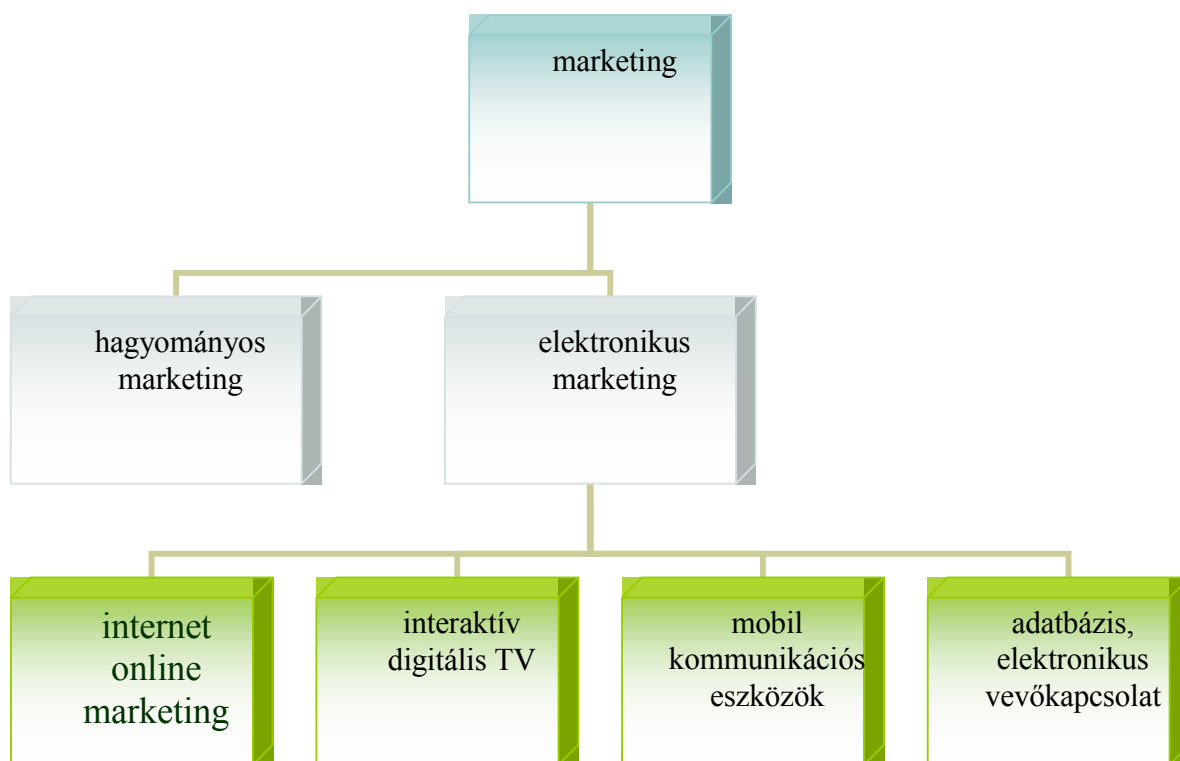 marketing
hagyományos
marketing
elektronikus
marketing
internet
online
marketing
interaktív
digitális TV
mobil
kommunikációs
eszközök
adatbázis,
elektronikus
vevőkapcsolat